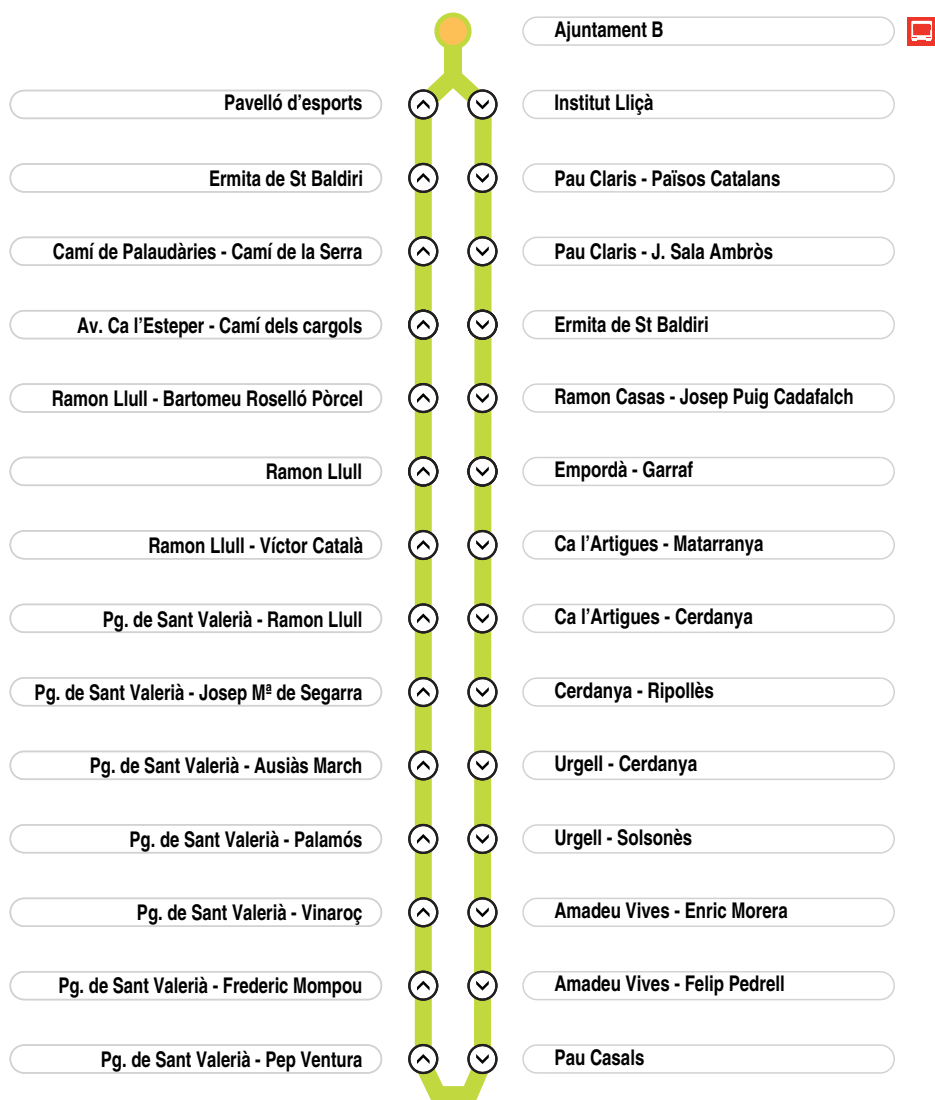 Ajuntament B
Pavelló d’esports
Institut Lliçà
Ermita de St Baldiri
Pau Claris - Països Catalans
Camí de Palaudàries - Camí de la Serra
Pau Claris - J. Sala Ambròs
Av. Ca l’Esteper - Camí dels cargols
Ermita de St Baldiri
Ramon Llull - Bartomeu Roselló Pòrcel
Ramon Casas - Josep Puig Cadafalch
Ramon Llull
Empordà - Garraf
Ramon Llull - Víctor Català
Ca l’Artigues - Matarranya
Pg. de Sant Valerià - Ramon Llull
Ca l’Artigues - Cerdanya
Pg. de Sant Valerià - Josep Mª de Segarra
Cerdanya - Ripollès
Pg. de Sant Valerià - Ausiàs March
Urgell - Cerdanya
Pg. de Sant Valerià - Palamós
Urgell - Solsonès
Pg. de Sant Valerià - Vinaroç
Amadeu Vives - Enric Morera
Pg. de Sant Valerià - Frederic Mompou
Amadeu Vives - Felip Pedrell
Pg. de Sant Valerià - Pep Ventura
Pau Casals